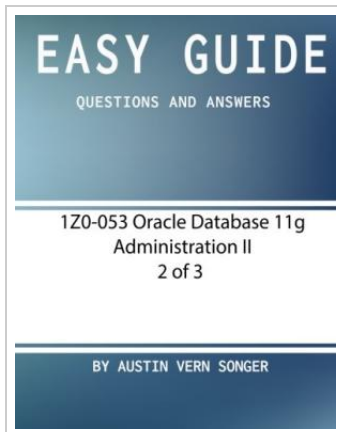 EASY GUIDE
QUESTIONS AND ANSWERS
1Z0-053 Oracle Database 11g
Administration II
2 of 3
BY AUSTIN VERN SONGER